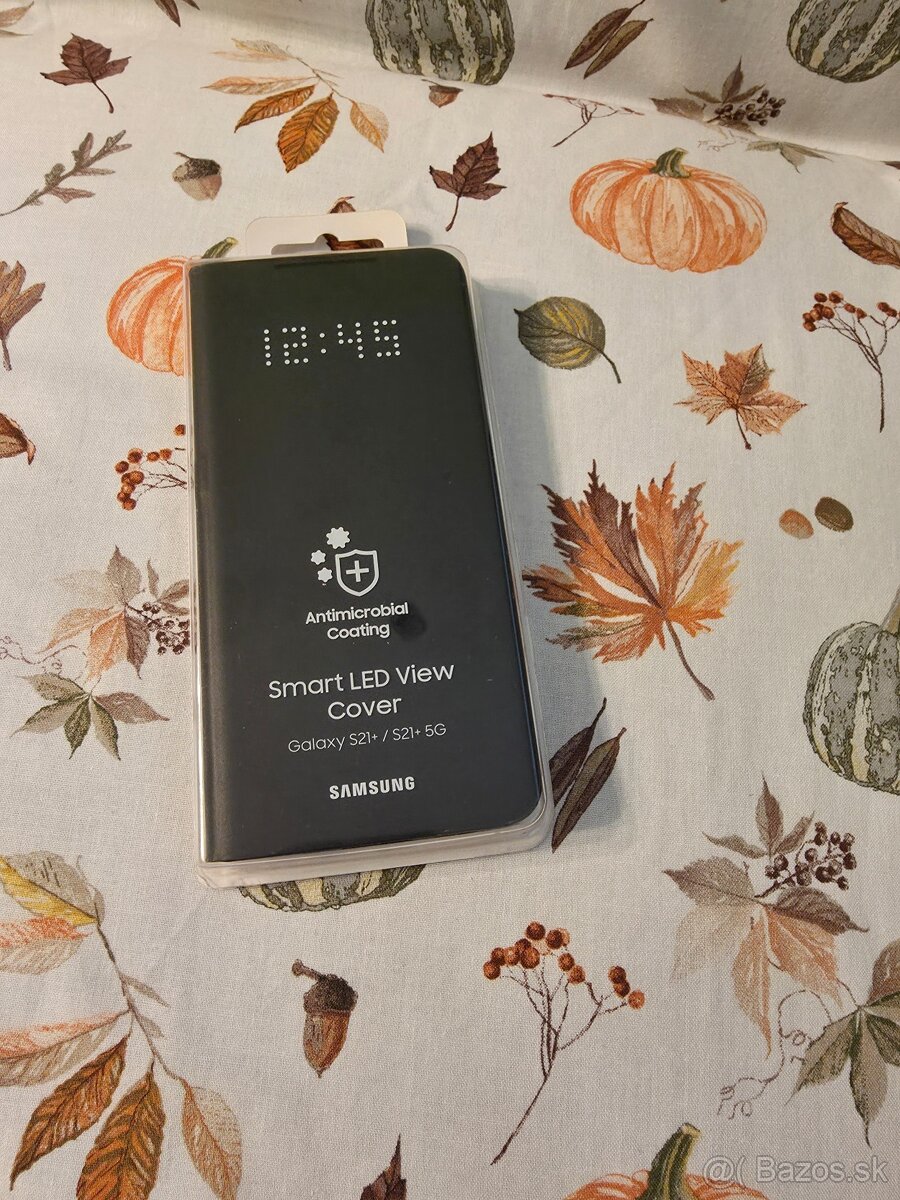 12:45
Antimicrobial
Coating
Smart LED View
Cover
Galaxy S21+ / S21+ 5G
SAMSUNG
@( Bazos.sk